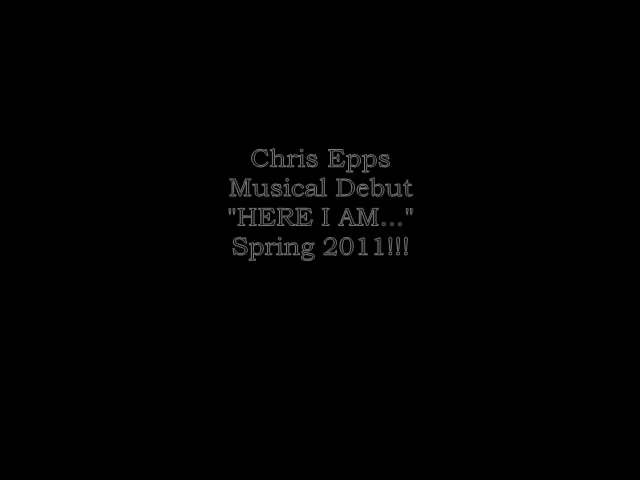 Chris Epps
Musical Debut
"HERE I AM..."
Spring 2011!!!